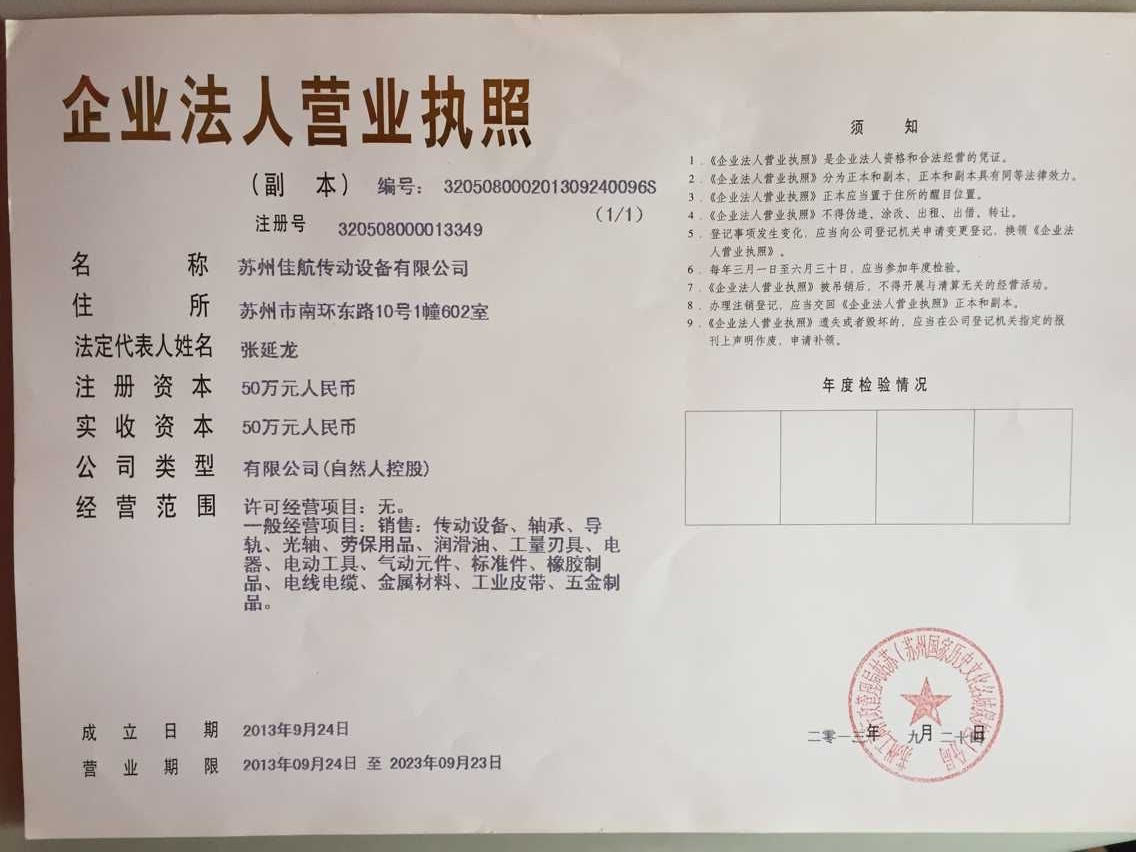 企业法人营业执照
（副 本） 编号： 320508000201309240096S
（1/1）
注册号 320508000013349
名 称 苏州佳航传动设备有限公司
住 所 苏州市南环东路10号1幢602室
法定代表人姓名 张延龙
注 册 资 本 50万元人民币
实 收 资 本 50万元人民币
公 司 类 型 有限公司(自然人控股)
经 营 范 围 许可经营项目：无。
一般经营项目：销售：传动设备、轴承、导
轨、光轴、劳保用品、润滑油、工量刃具、电
器、电动工具、气动元件、标准件、橡胶制
品、电线电缆、金属材料、工业皮带、五金制
品。
成 立 日 期 2013年9月24日
营 业 期 限 2013年09月24日 至 2023年09月23日
须 知
1．《企业法人营业执照》是企业法人资格和合法经营的凭证。
2．《企业法人营业执照》分为正本和副本，正本和副本具有同等法律效力。
3．《企业法人营业执照》正本应当置于住所的醒目位置。
4．《企业法人营业执照》不得伪造、涂改、出租、出借、转让。
5．登记事项发生变化，应当向公司登记机关申请变更登记，换领《企业法
人营业执照》。
6．每年三月一日至六月三十日，应当参加年度检验。
7．《企业法人营业执照》被吊销后，不得开展与清算无关的经营活动。
8．办理注销登记，应当交回《企业法人营业执照》正本和副本。
9．《企业法人营业执照》遗失或者毁坏的，应当在公司登记机关指定的报
刊上声明作废，申请补领。
年度检验情况
二零一三年 九月 二十四日